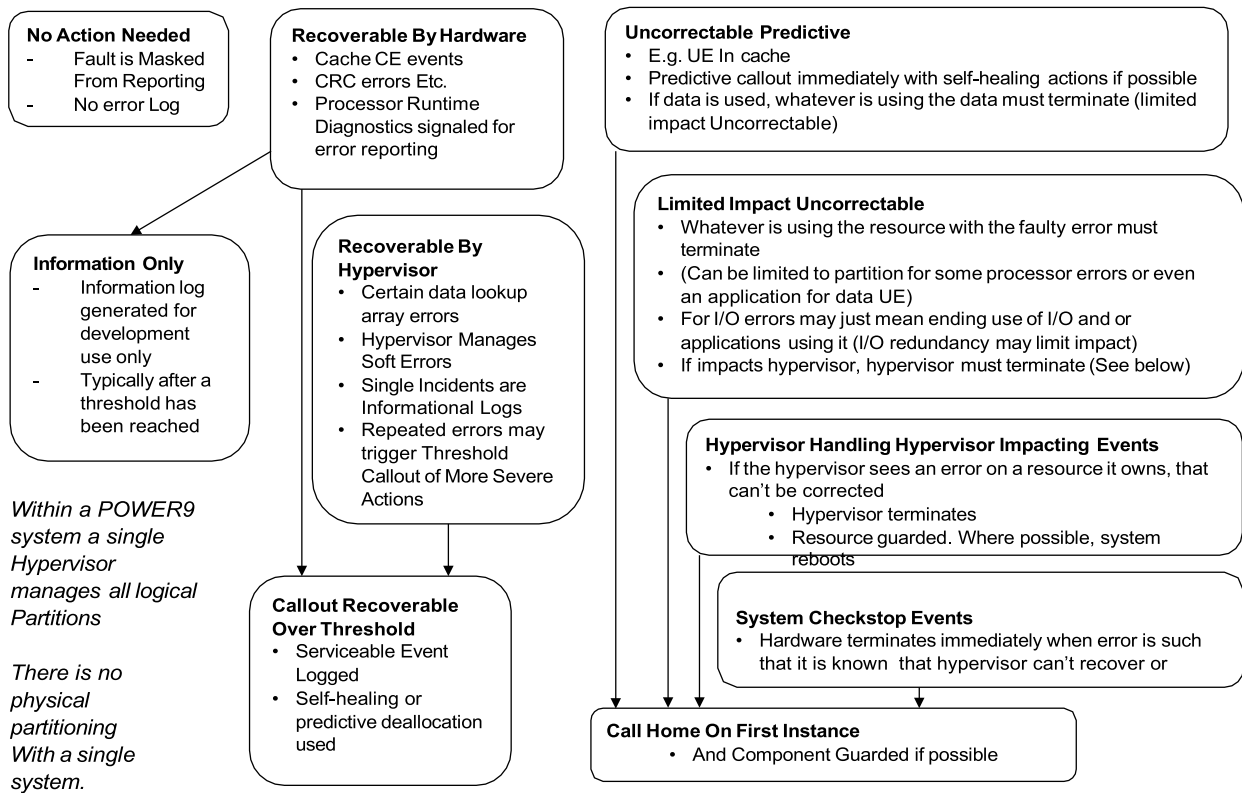 No Action Needed
- Fault is Masked
From Reporting
- No error Log
Recoverable By Hardware
• Cache CE events
• CRC errors Etc.
• Processor Runtime
Diagnostics signaled for
error reporting
Uncorrectable Predictive
• E.g. UE In cache
• Predictive callout immediately with self-healing actions if possible
• If data is used, whatever is using the data must terminate (limited
impact Uncorrectable)
Information Only
- Information log
generated for
development
use only
- Typically after a
threshold has
been reached
Recoverable By
Hypervisor
• Certain data lookup
array errors
• Hypervisor Manages
Soft Errors
• Single Incidents are
Informational Logs
• Repeated errors may
trigger Threshold
Callout of More Severe
Actions
Limited Impact Uncorrectable
• Whatever is using the resource with the faulty error must
terminate
• (Can be limited to partition for some processor errors or even
an application for data UE)
• For I/O errors may just mean ending use of I/O and or
applications using it (I/O redundancy may limit impact)
• If impacts hypervisor, hypervisor must terminate (See below)
Hypervisor Handling Hypervisor Impacting Events
• If the hypervisor sees an error on a resource it owns, that
can't be corrected
• Hypervisor terminates
• Resource guarded. Where possible, system
reboots
Within a POWER9
system a single
Hypervisor
manages all logical
Partitions
There is no
physical
partitioning
With a single
system.
Callout Recoverable
Over Threshold
• Serviceable Event
Logged
• Self-healing or
predictive deallocation
used
System Checkstop Events
• Hardware terminates immediately when error is such
that it is known that hypervisor can't recover or
Call Home On First Instance
• And Component Guarded if possible